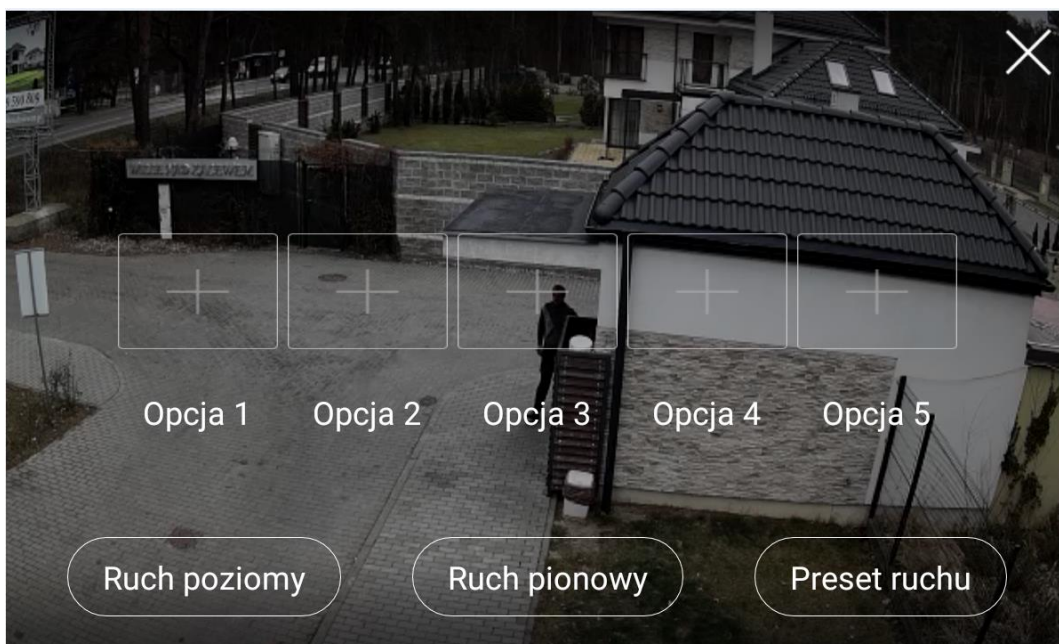 Opcja 1
Opcja 2
Opcja 3
Opcja 4
Opcja 5
Ruch poziomy
Ruch pionowy
Preset ruchu